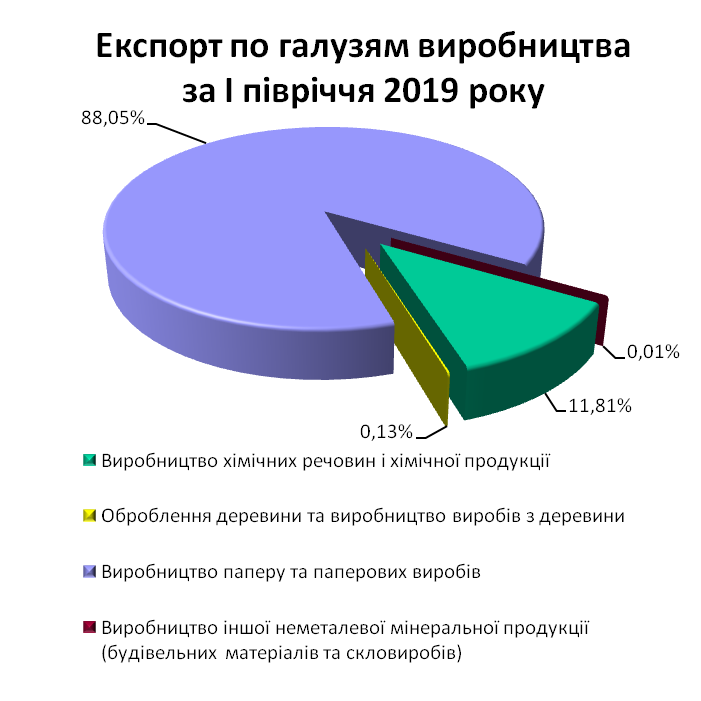 Експорт по галузям виробництва
за І півріччя 2019 року
88,05%
0,01%
11,81%
0,13%
Виробництво хімічних речовин і хімічної продукції
Оброблення деревини та виробництво виробів з деревини
Виробництво паперу та паперових виробів
Виробництво іншої неметалевої мінеральної продукції
(будівельних матеріалів та скловиробів)